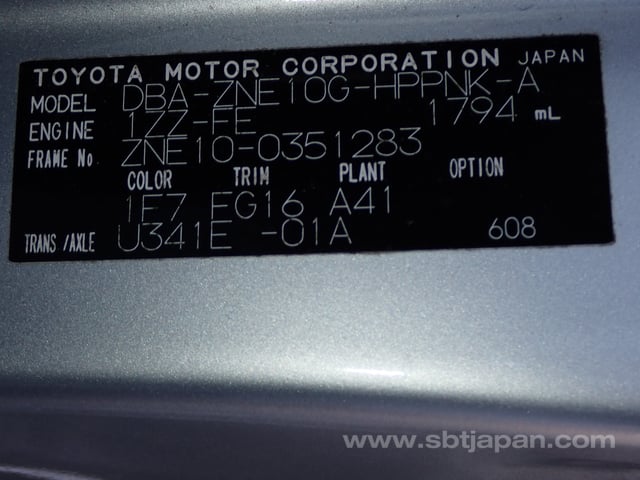 TOYOTA MOTOR CORPORATION JAPAN
MODEL DBA-ZNE10G-HPPNK-A
ENGINE 1ZZ-FE 1794 mL
FRAME No ZNE10-0351283
COLOR TRIM PLANT OPTION
1F7 FG16 A41
TRANS/AXLE U341E -01A 608
www.sbtjapan.com